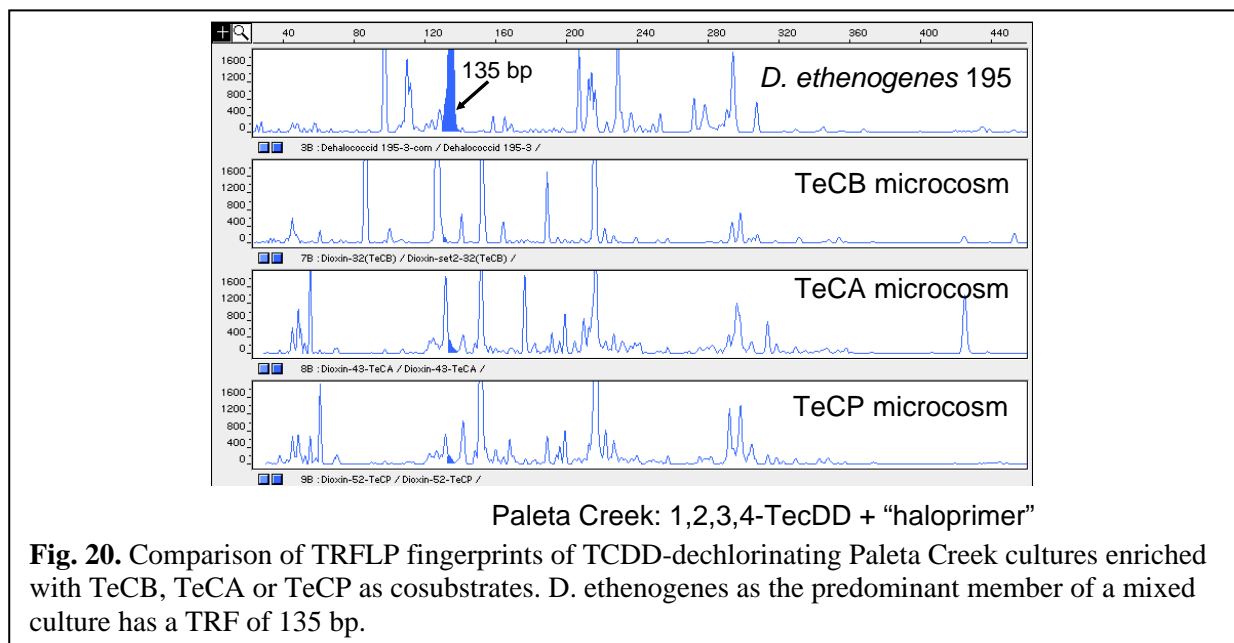 40 80 120 160 200 240 280 320 360 400 440
1600
1200
800
400
0
135 bp
D. ethenogenes 195
3B : Dehalococcid 195-3-com / Dehalococcid 195-3 /
1600
1200
800
400
0
TeCB microcosm
7B : Dioxin-32(TeCB) / Dioxin-set2-32(TeCB) /
1600
1200
800
400
0
TeCA microcosm
8B : Dioxin-43-TeCA / Dioxin-43-TeCA /
1600
1200
800
400
0
TeCP microcosm
9B : Dioxin-52-TeCP / Dioxin-52-TeCP /
Paleta Creek: 1,2,3,4-TecDD + “haloprimer”
Fig. 20. Comparison of TRFLP fingerprints of TCDD-dechlorinating Paleta Creek cultures enriched
with TeCB, TeCA or TeCP as cosubstrates. D. ethenogenes as the predominant member of a mixed
culture has a TRF of 135 bp.